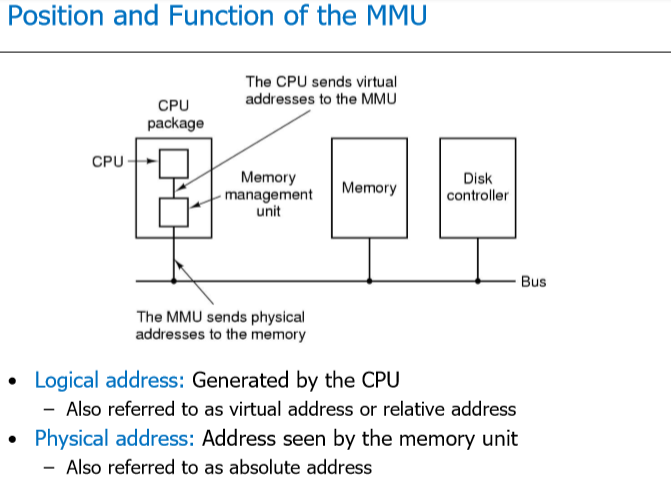 Position and Function of the MMU
The CPU sends virtual
addresses to the MMU
CPU
package
CPU
Memory
management
unit
Memory
Disk
controller
Bus
The MMU sends physical
addresses to the memory
• Logical address: Generated by the CPU
– Also referred to as virtual address or relative address
• Physical address: Address seen by the memory unit
– Also referred to as absolute address